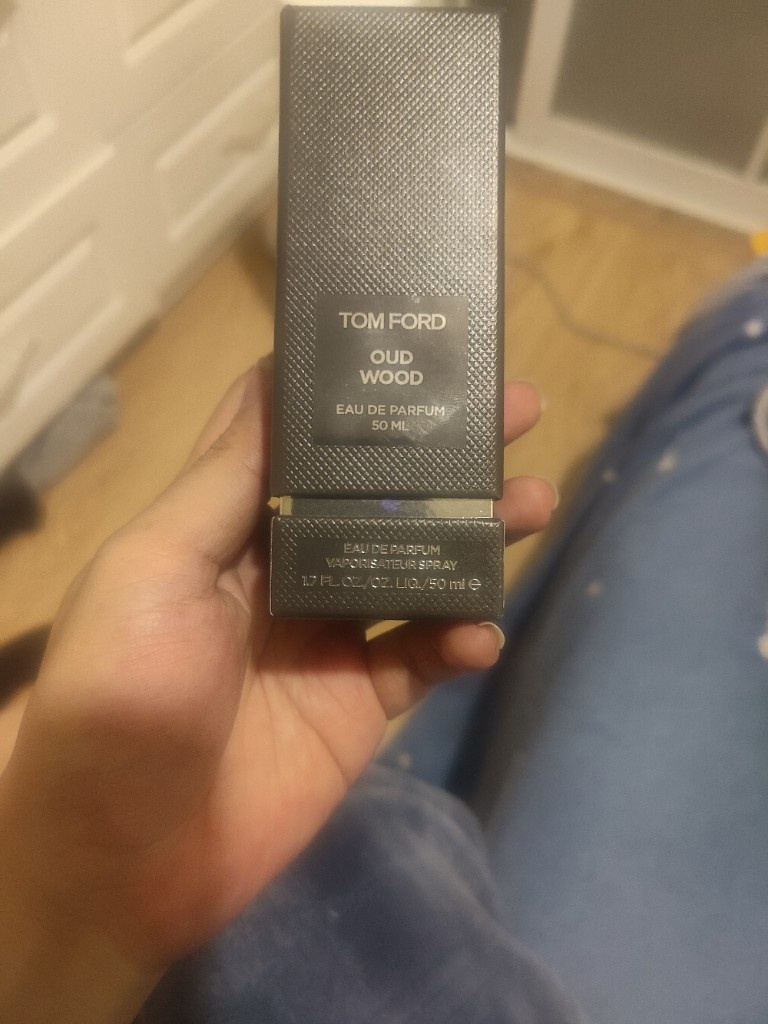 TOM FORD
OUD
WOOD
EAU DE PARFUM
50 ML
EAU DE PARFUM
VAPORISATEUR SPRAY
1.7 FL. OZ./OZ. LIQ./50 ml ℮